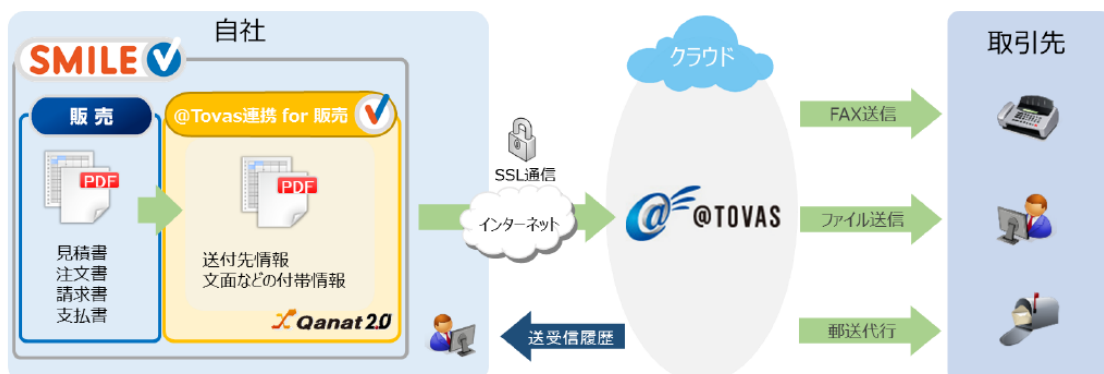 自社
SMILE V
販売
PDF
見積書
注文書
請求書
支払書
@Tovas連携 for 販売
PDF
送付先情報
文面などの付帯情報
Qanat 2.0
SSL通信
インターネット
送受信履歴
クラウド
@TOVAS
FAX送信
ファイル送信
郵送代行
取引先